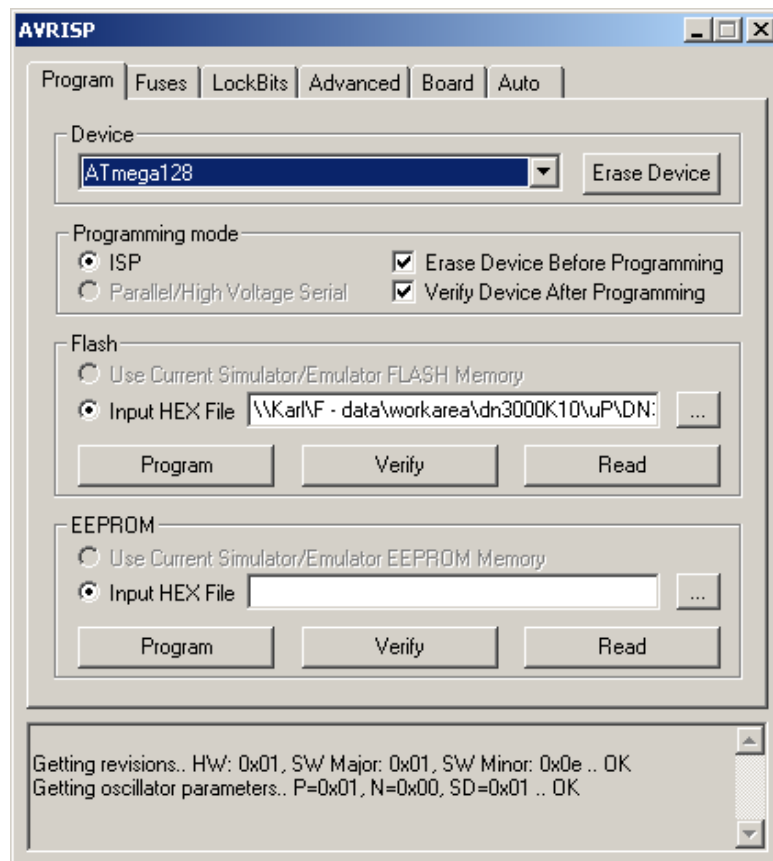 AVRISP
Program Fuses LockBits Advanced Board Auto
Device
ATmega128 Erase Device
Programming mode
ISP Erase Device Before Programming
Parallel/High Voltage Serial Verify Device After Programming
Flash
Use Current Simulator/Emulator FLASH Memory
Input HEX File \\Karl\F - data\workarea\dn3000K10\uP\DN: ...
Program Verify Read
EEPROM
Use Current Simulator/Emulator EEPROM Memory
Input HEX File ...
Program Verify Read
Getting revisions.. HW: 0x01, SW Major: 0x01, SW Minor: 0x0e .. OK
Getting oscillator parameters.. P=0x01, N=0x00, SD=0x01 .. OK